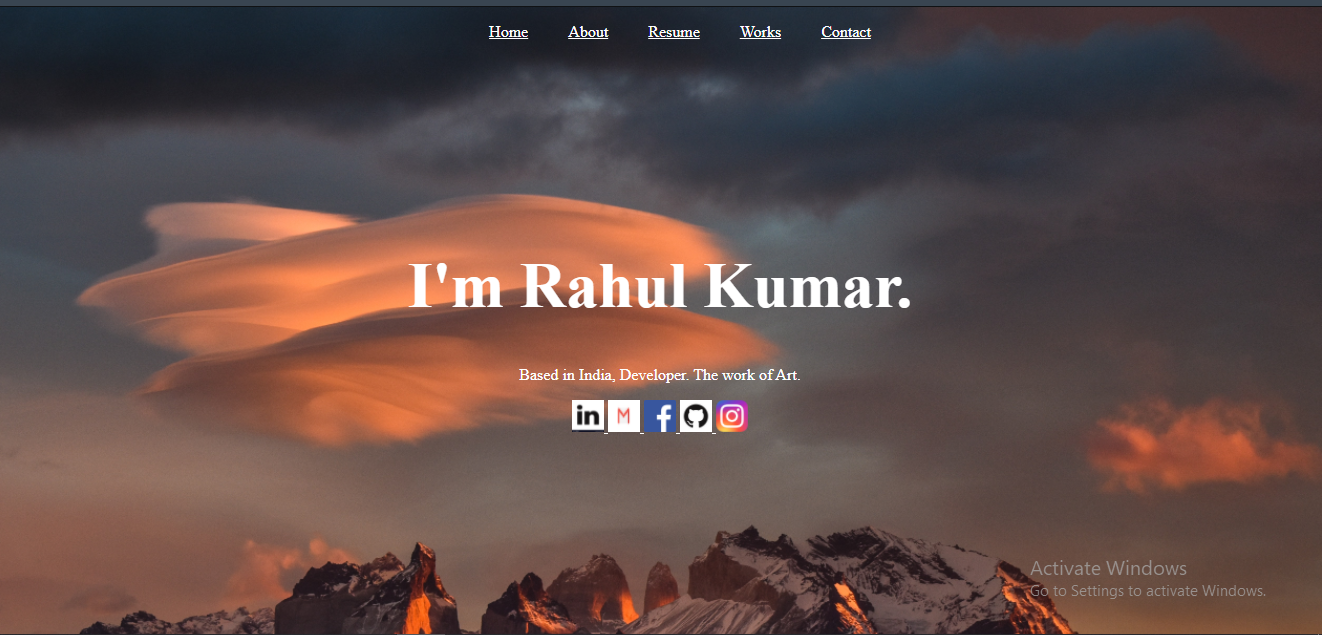 Home About Resume Works Contact
I'm Rahul Kumar.
Based in India, Developer. The work of Art.
in M f
Activate Windows
Go to Settings to activate Windows.